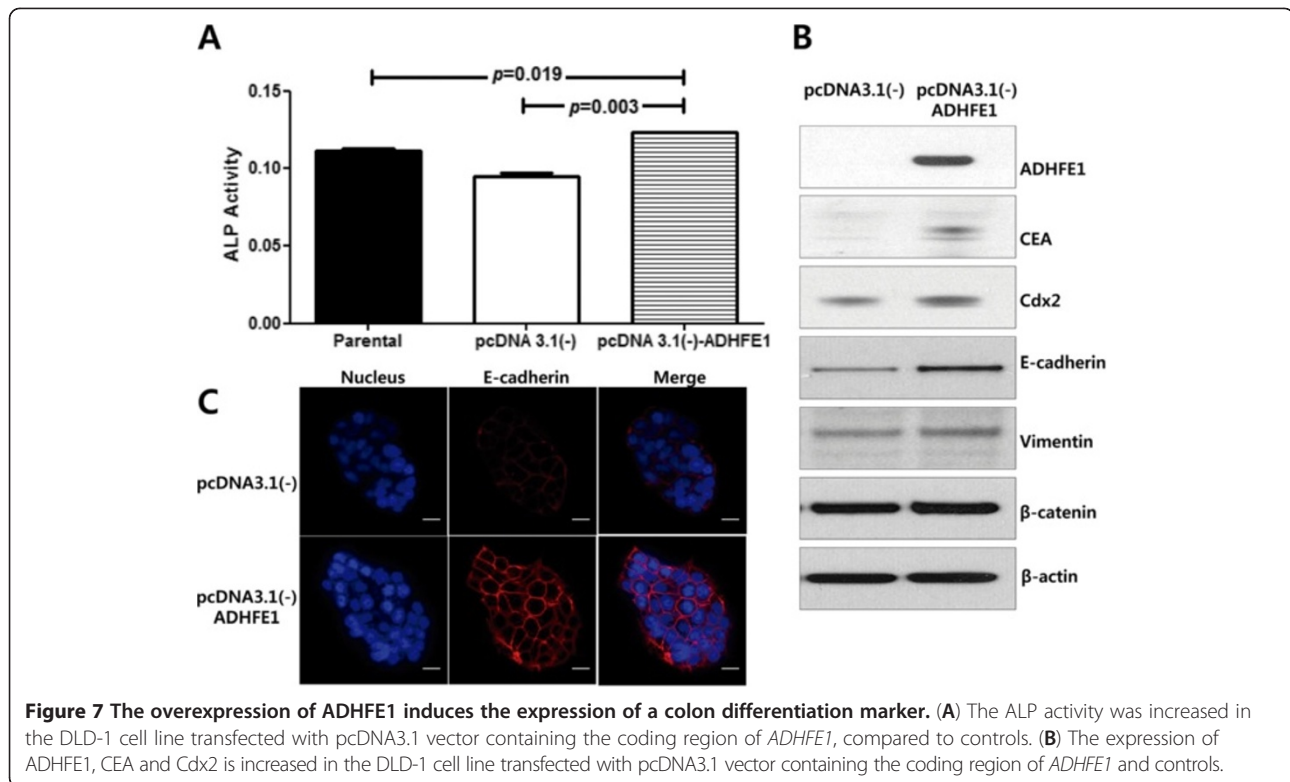 A
p=0.019
p=0.003
0.15
0.10
0.05
0.00
ALP Activity
Parental
pcDNA 3.1(-)
pcDNA 3.1(-)-ADHFE1
B
pcDNA3.1(-)
pcDNA3.1(-)
ADHFE1
ADHFE1
CEA
Cdx2
E-cadherin
Vimentin
β-catenin
β-actin
C
Nucleus
E-cadherin
Merge
pcDNA3.1(-)
pcDNA3.1(-)
ADHFE1
Figure 7 The overexpression of ADHFE1 induces the expression of a colon differentiation marker. (A) The ALP activity was increased in
the DLD-1 cell line transfected with pcDNA3.1 vector containing the coding region of ADHFE1, compared to controls. (B) The expression of
ADHFE1, CEA and Cdx2 is increased in the DLD-1 cell line transfected with pcDNA3.1 vector containing the coding region of ADHFE1 and controls.